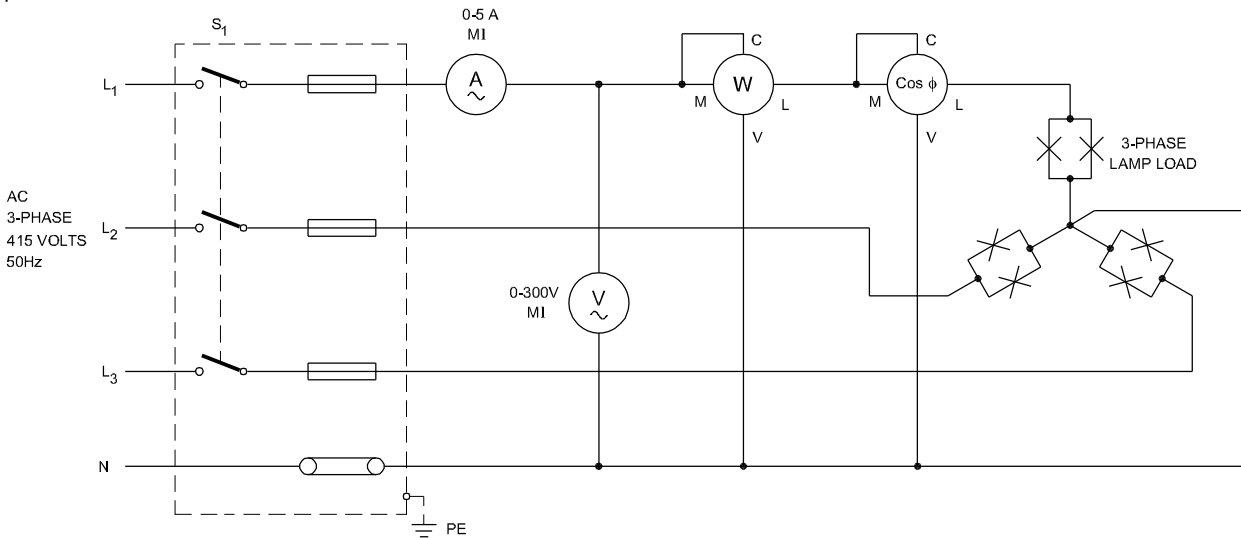 S1
0-5 A
MI
A
C
C
W
Cos ϕ
M
L
M
L
V
V
L1
3-PHASE
LAMP LOAD
AC
3-PHASE
415 VOLTS
50Hz
L2
0-300V
MI
V
L3
N
PE